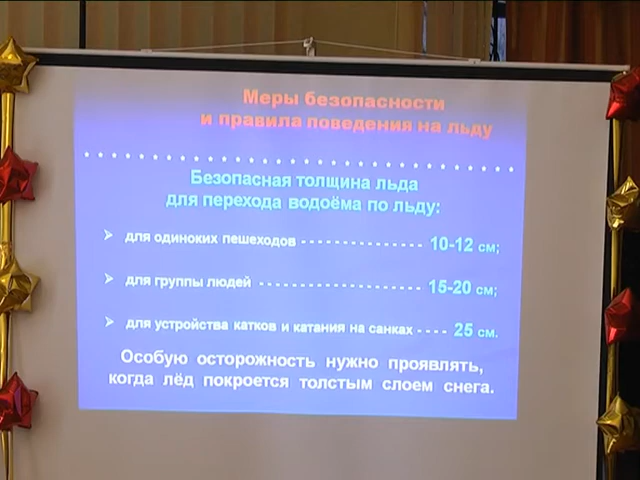 Меры безопасности
и правила поведения на льду
Безопасная толщина льда
для перехода водоёма по льду:
для одиноких пешеходов - - - - - - - - - - - - - - - 10-12 см;
для группы людей - - - - - - - - - - - - - - - - - - - - 15-20 см;
для устройства катков и катания на санках - - - - 25 см.
Особую осторожность нужно проявлять,
когда лёд покроется толстым слоем снега.